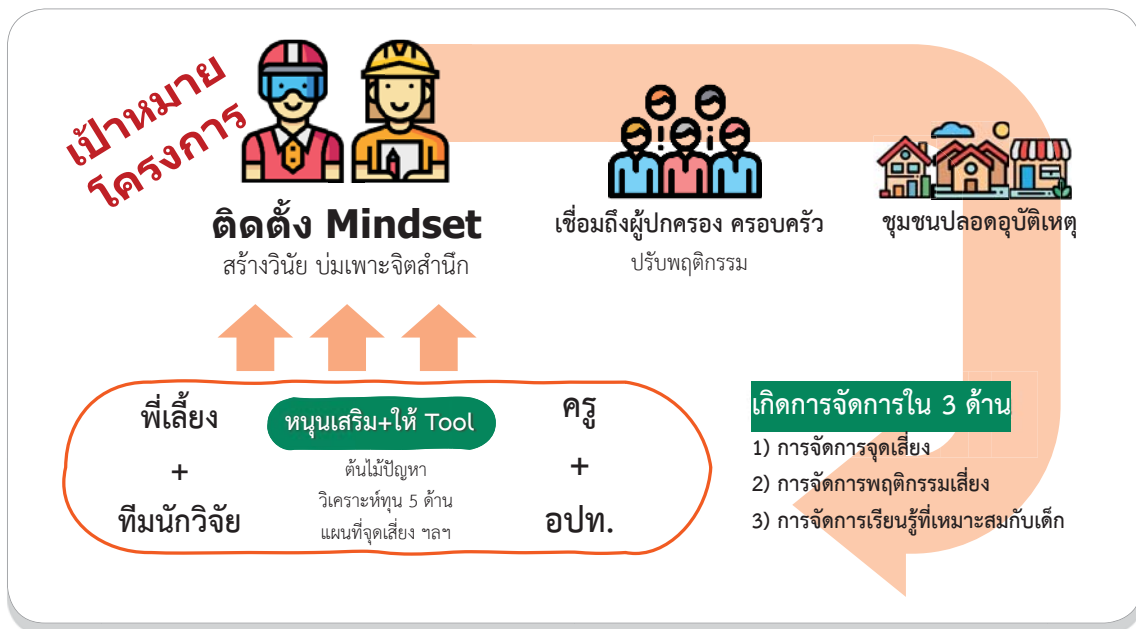 เป้าหมาย
โครงการ
ติดตั้ง Mindset
สร้างวินัย บ่มเพาะจิตสำนึก
เชื่อมถึงผู้ปกครอง ครอบครัว
ปรับพฤติกรรม
ชุมชนปลอดอุบัติเหตุ
พี่เลี้ยง
+
ทีมนักวิจัย
หนุนเสริม+ให้ Tool
ต้นไม้ปัญหา
วิเคราะห์ทุน 5 ด้าน
แผนที่จุดเสี่ยง ฯลฯ
ครู
+
อปท.
เกิดการจัดการใน 3 ด้าน
1) การจัดการจุดเสี่ยง
2) การจัดการพฤติกรรมเสี่ยง
3) การจัดการเรียนรู้ที่เหมาะสมกับเด็ก